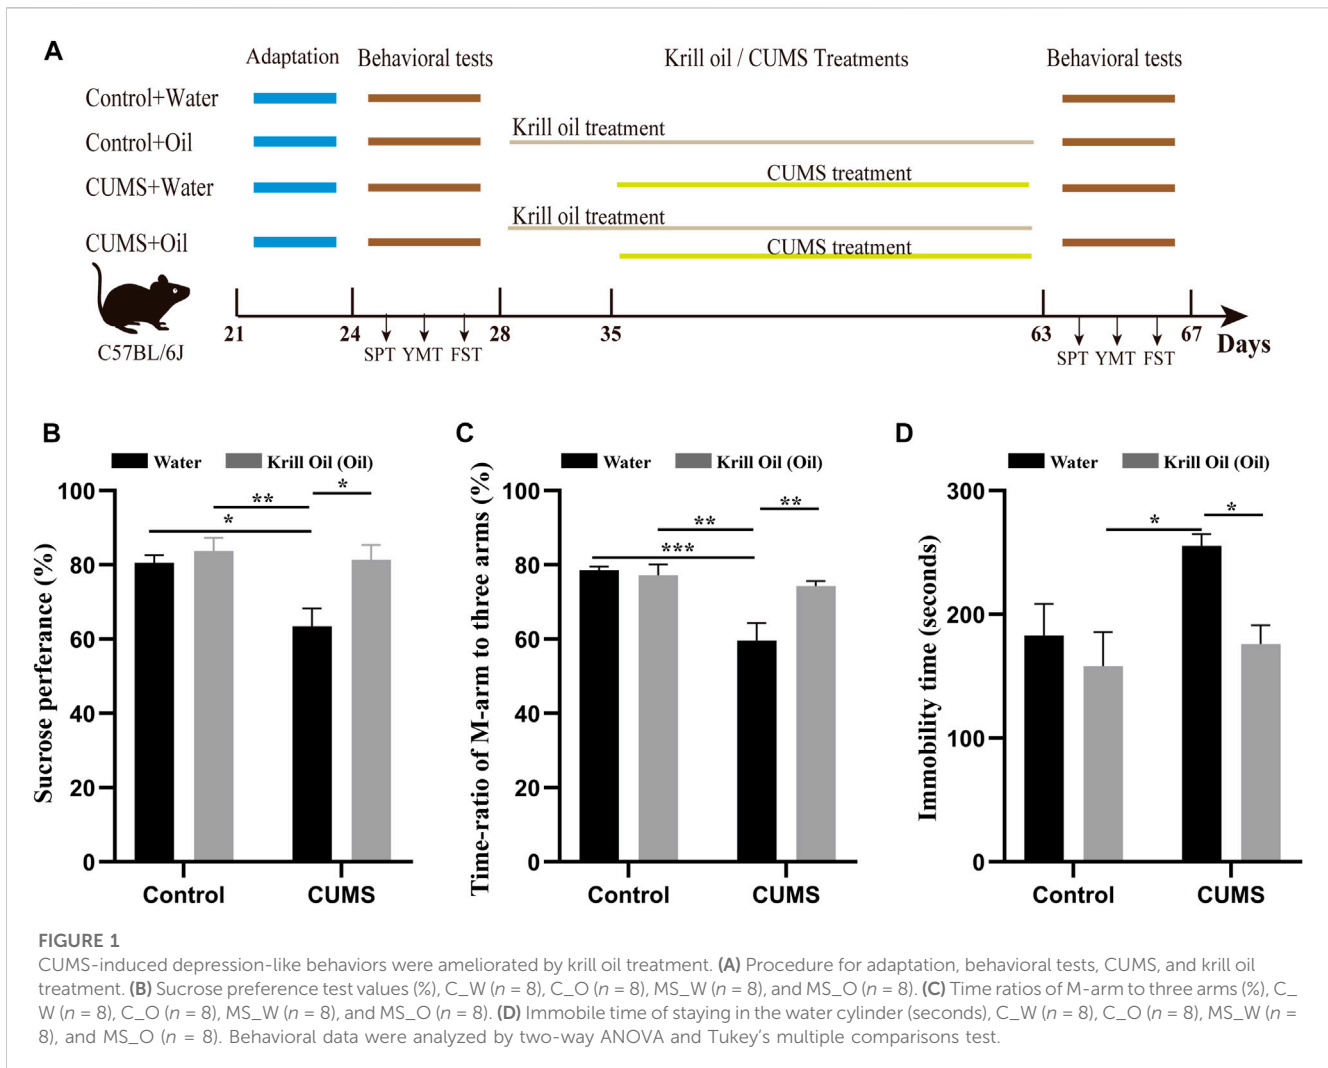 A
Adaptation Behavioral tests Krill oil / CUMS Treatments Behavioral tests
Control+Water
Krill oil treatment
Control+Oil
CUMS treatment
CUMS+Water
Krill oil treatment
CUMS+Oil
CUMS treatment
C57BL/6J
21 24 28 35 63 67 Days
SPT YMT FST SPT YMT FST
B
Water Krill Oil (Oil)
Sucrose perferance (%)
100
80
60
40
20
0
* ** *
Control CUMS
C
Water Krill Oil (Oil)
Time-ratio of M-arm to three arms (%)
100
80
60
40
20
0
*** ** **
Control CUMS
D
Water Krill Oil (Oil)
Immobility time (seconds)
300
200
100
0
* *
Control CUMS
FIGURE 1
CUMS-induced depression-like behaviors were ameliorated by krill oil treatment. (A) Procedure for adaptation, behavioral tests, CUMS, and krill oil
treatment. (B) Sucrose preference test values (%), C_W (n = 8), C_O (n = 8), MS_W (n = 8), and MS_O (n = 8). (C) Time ratios of M-arm to three arms (%), C_
W (n = 8), C_O (n = 8), MS_W (n = 8), and MS_O (n = 8). (D) Immobile time of staying in the water cylinder (seconds), C_W (n = 8), C_O (n = 8), MS_W (n =
8), and MS_O (n = 8). Behavioral data were analyzed by two-way ANOVA and Tukey's multiple comparisons test.